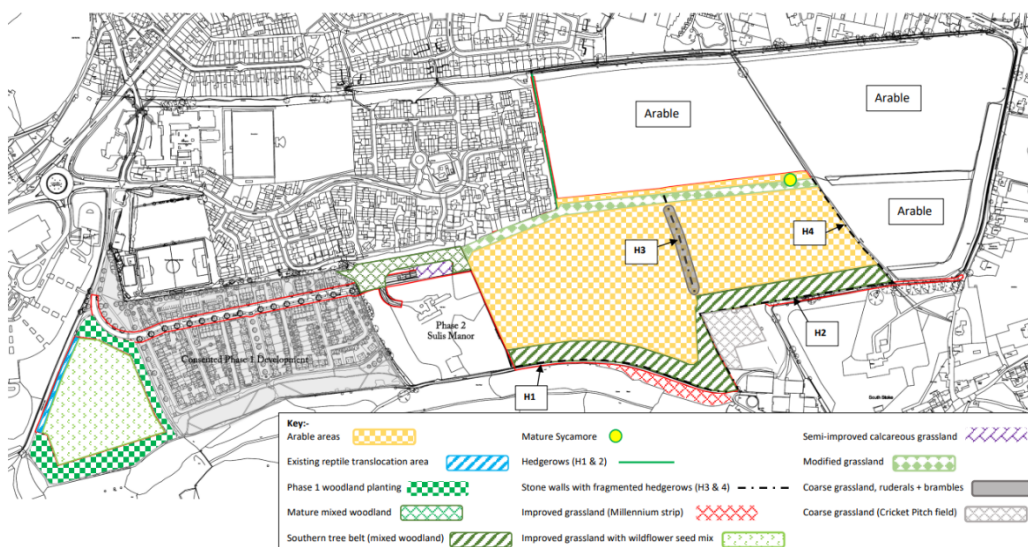 Arable
Arable
Arable
H3
H4
Phase 2
Sulis Manor
Consented Phase 1 Development
H2
H1
South Stoke
Key:-
Arable areas
Mature Sycamore
Semi-improved calcareous grassland
Existing reptile translocation area
Hedgerows (H1 & 2)
Modified grassland
Phase 1 woodland planting
Stone walls with fragmented hedgerows (H3 & 4)
Coarse grassland, ruderals + brambles
Mature mixed woodland
Improved grassland (Millennium strip)
Coarse grassland (Cricket Pitch field)
Southern tree belt (mixed woodland)
Improved grassland with wildflower seed mix